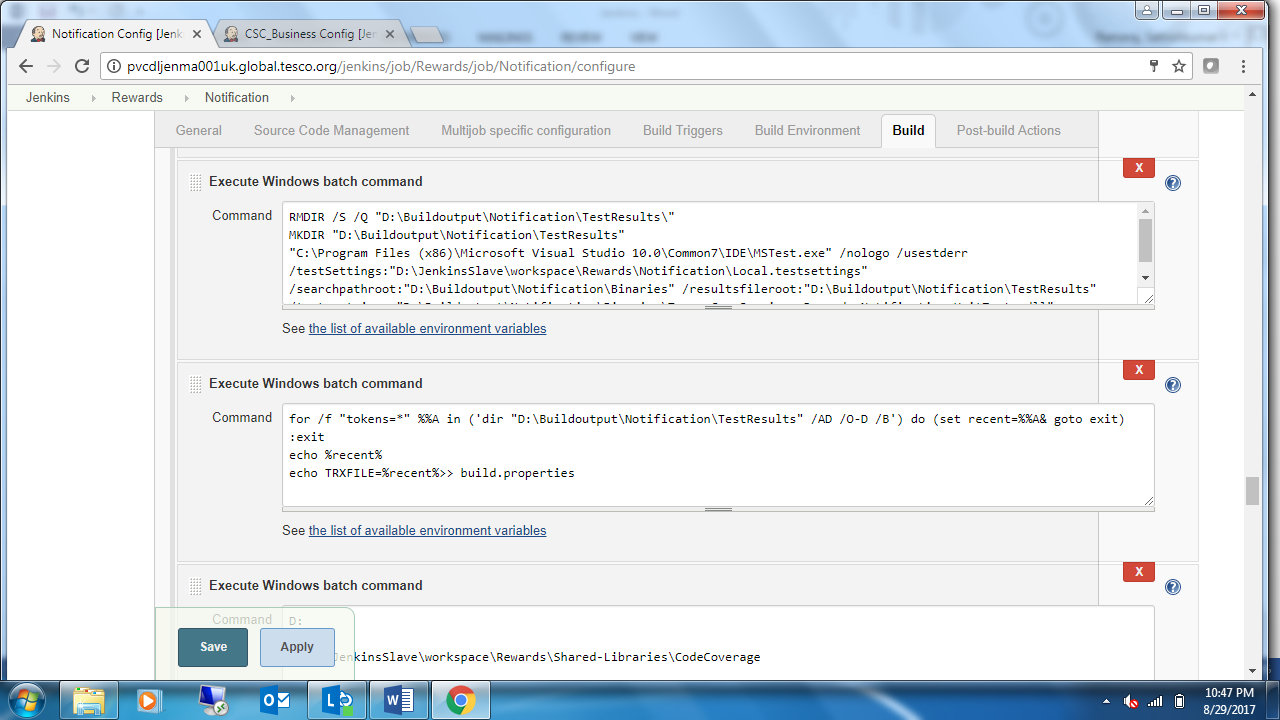 Notification Config [Jenk
CSC_Business Config [Jen
pvcdljenma001uk.global.tesco.org/jenkins/job/Rewards/job/Notification/configure
Jenkins
Rewards
Notification
General
Source Code Management
Multijob specific configuration
Build Triggers
Build Environment
Build
Post-build Actions
Execute Windows batch command
X
Command
RMDIR /S /Q "D:\Buildoutput\Notification\TestResults\"
MKDIR "D:\Buildoutput\Notification\TestResults"
"C:\Program Files (x86)\Microsoft Visual Studio 10.0\Common7\IDE\MSTest.exe" /nologo /usestderr
/testSettings:"D:\JenkinsSlave\workspace\Rewards\Notification\Local.testsettings"
/searchpathroot:"D:\Buildoutput\Notification\Binaries" /resultsfileroot:"D:\Buildoutput\Notification\TestResults"
See the list of available environment variables
Execute Windows batch command
X
Command
for /f "tokens=*" %%A in ('dir "D:\Buildoutput\Notification\TestResults" /AD /O-D /B') do (set recent=%%A& goto exit)
:exit
echo %recent%
echo TRXFILE=%recent%>> build.properties
See the list of available environment variables
Execute Windows batch command
X
Command
D:
JenkinsSlave\workspace\Rewards\Shared-Libraries\CodeCoverage
Save
Apply
10:47 PM
8/29/2017